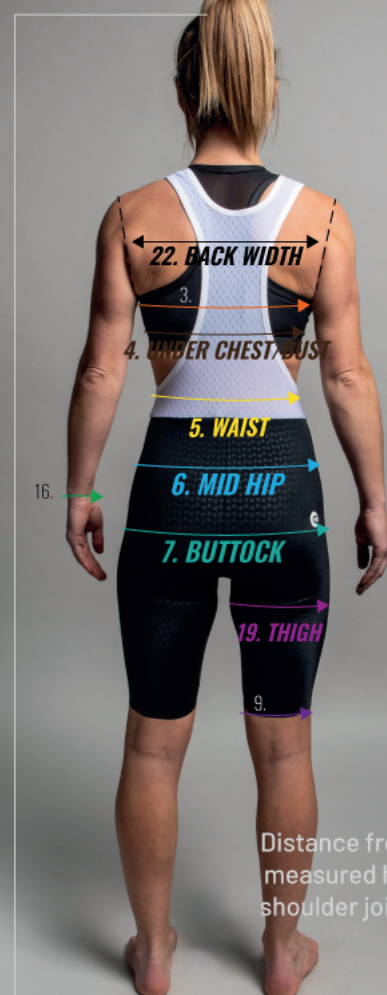 22. BACK WIDTH
3.
4. UNDER CHEST/BUST
5. WAIST
6. MID HIP
16.
7. BUTTOCK
19. THIGH
9.
Distance fr
measured h
shoulder joi